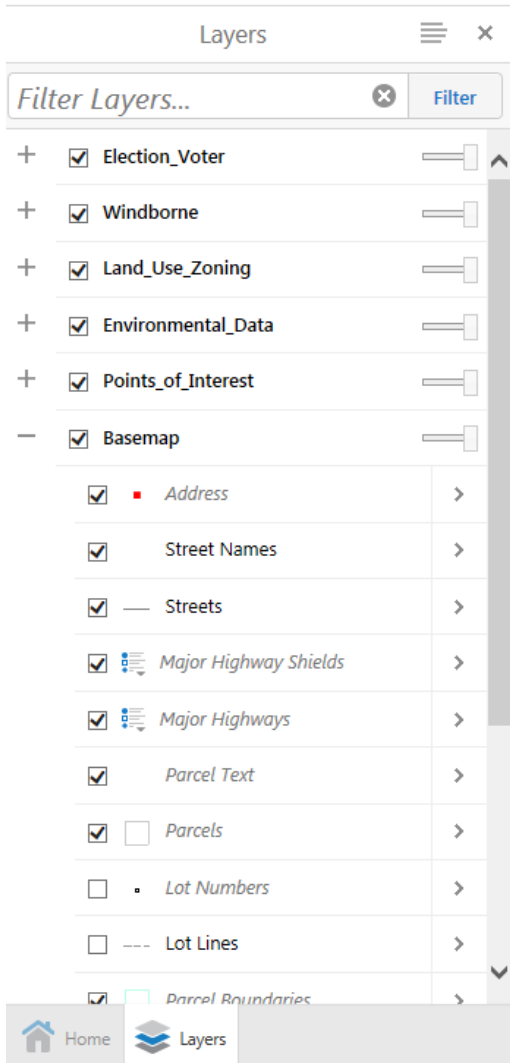 Layers
Filter Layers...
Filter
Election_Voter
Windborne
Land_Use_Zoning
Environmental_Data
Points_of_Interest
Basemap
Address
Street Names
Streets
Major Highway Shields
Major Highways
Parcel Text
Parcels
Lot Numbers
Lot Lines
Parcel Boundaries
Home
Layers